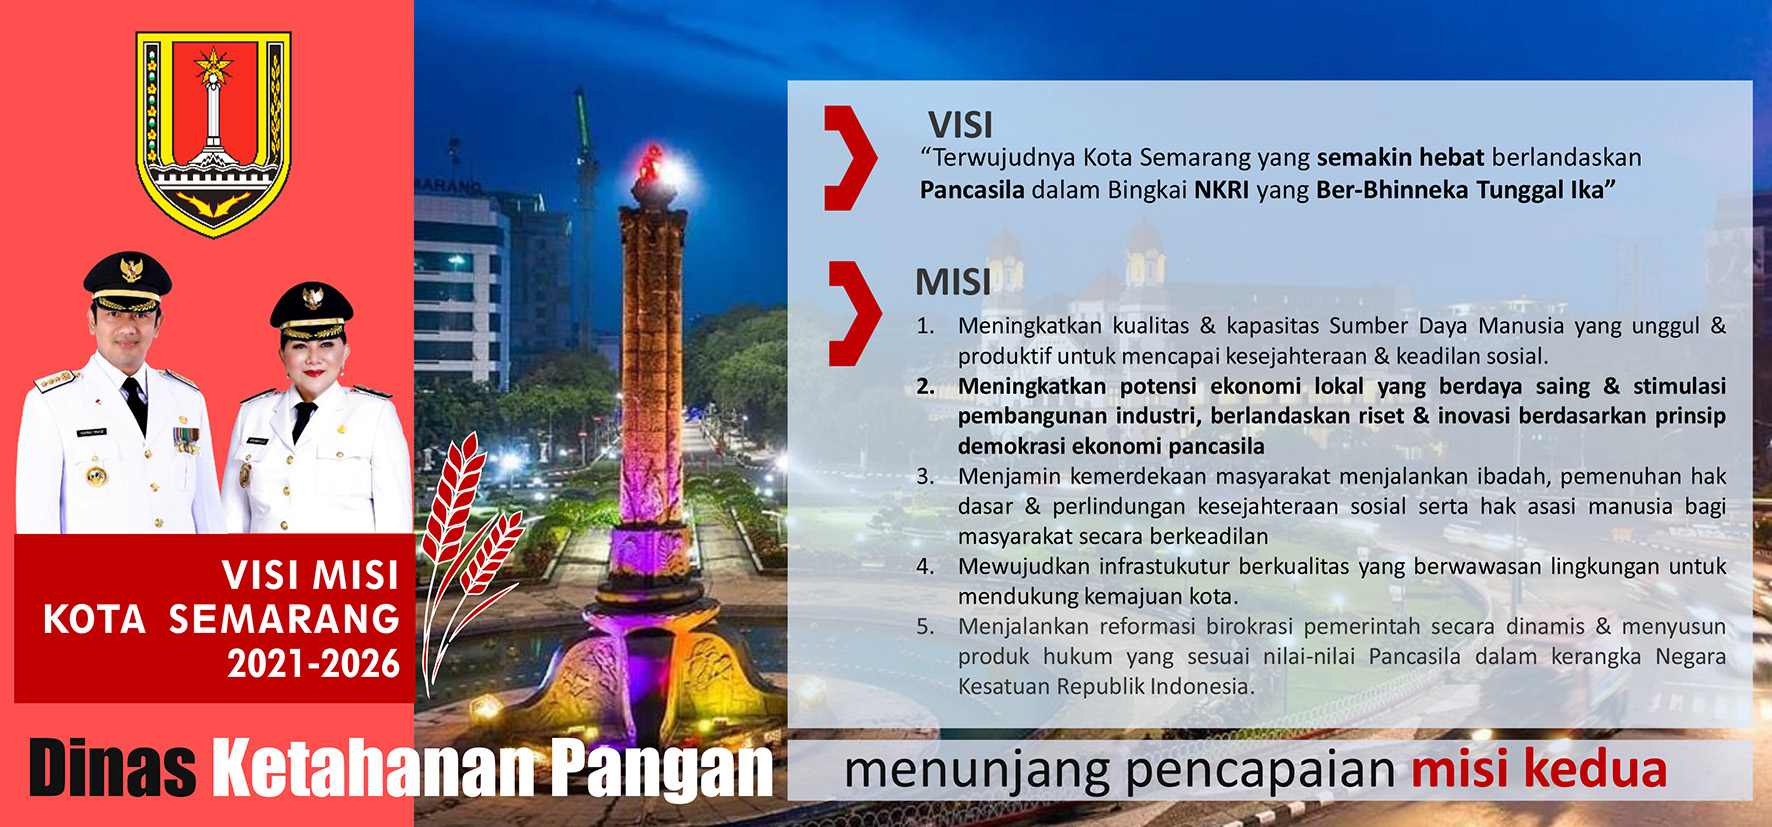 VISI MISI
KOTA SEMARANG
2021-2026
Dinas Ketahanan Pangan
ARANG
VISI
“Terwujudnya Kota Semarang yang semakin hebat berlandaskan
Pancasila dalam Bingkai NKRI yang Ber-Bhinneka Tunggal Ika”
MISI
1. Meningkatkan kualitas & kapasitas Sumber Daya Manusia yang unggul &
produktif untuk mencapai kesejahteraan & keadilan sosial.
2. Meningkatkan potensi ekonomi lokal yang berdaya saing & stimulasi
pembangunan industri, berlandaskan riset & inovasi berdasarkan prinsip
demokrasi ekonomi pancasila
3. Menjamin kemerdekaan masyarakat menjalankan ibadah, pemenuhan hak
dasar & perlindungan kesejahteraan sosial serta hak asasi manusia bagi
masyarakat secara berkeadilan
4. Mewujudkan infrastukutur berkualitas yang berwawasan lingkungan untuk
mendukung kemajuan kota.
5. Menjalankan reformasi birokrasi pemerintah secara dinamis & menyusun
produk hukum yang sesuai nilai-nilai Pancasila dalam kerangka Negara
Kesatuan Republik Indonesia.
menunjang pencapaian misi kedua